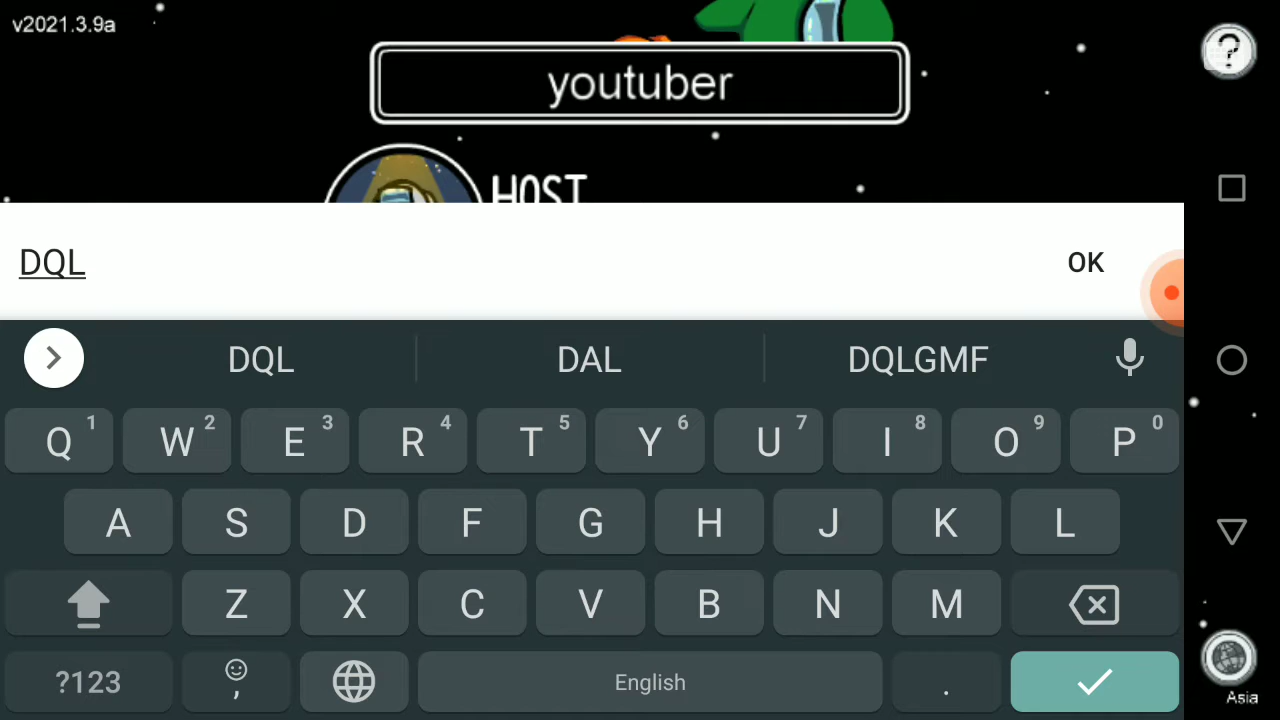 v2021.3.9a
youtuber
HOST
DQL
OK
DQL DAL DQLGMF
Q 1 W 2 E 3 R 4 T 5 Y 6 U 7 I 8 O 9 P 0
A S D F G H J K L
Z X C V B N M
?123 , English .
?
Asia